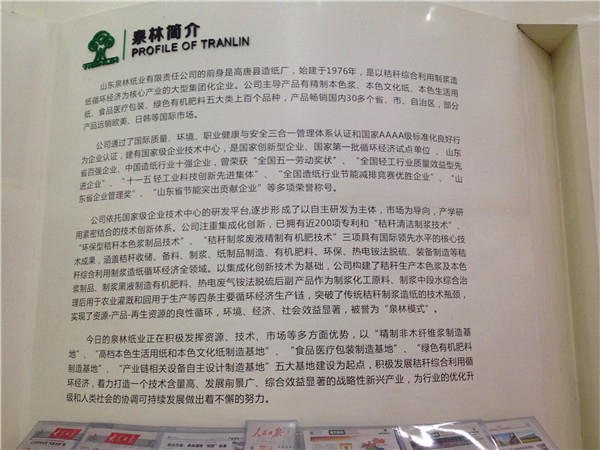 泉林简介
PROFILE OF TRANLIN
山东泉林纸业有限责任公司的前身是高唐县造纸厂，始建于1976年，是以秸秆综合利用制浆造
纸循环经济为核心产业的大型集团化企业。公司主导产品有精制本色浆、本色文化纸、本色生活用
纸、食品医疗包装、绿色有机肥料五大类上百个品种，产品畅销国内30多个省、市、自治区，部分
产品远销欧美、日韩等国际市场。
公司通过了国际质量、环境、职业健康与安全三合一管理体系认证和国家AAAA级标准化良好行
为企业认证，建有国家级企业技术中心，是国家创新型企业、国家第一批循环经济试点单位、山东
省百强企业、中国造纸行业十强企业，曾荣获“全国五一劳动奖状”、“全国轻工行业质量效益型先
进企业”、“十一五轻工业科技创新先进集体”、“全国造纸行业节能减排竞赛优胜企业”、“山
东省企业管理奖”、“山东省节能突出贡献企业”等多项荣誉称号。
公司依托国家级企业技术中心的研发平台,逐步形成了以自主研发为主体，市场为导向，产学研
用紧密结合的技术创新体系。公司注重集成化创新，已拥有近200项专利和“秸秆清洁制浆技术”、
“环保型秸秆本色浆制品技术”、“秸秆制浆废液精制有机肥技术”三项具有国际领先水平的核心技
术成果，涵盖秸秆收储、备料、制浆、纸制品制造、有机肥料、环保、热电铵法脱硫、装备制造等秸
秆综合利用制浆造纸循环经济全领域。以集成化创新技术为基础，公司构建了秸秆生产本色浆及本色
浆制品、制浆黑液制造有机肥料、热电废气铵法脱硫后副产品作为制浆化工原料、制浆中段水综合治
理后用于农业灌溉和回用于生产等四条主要循环经济生产链，突破了传统秸秆制浆造纸的技术瓶颈，
实现了资源-产品-再生资源的良性循环，环境、经济、社会效益显著，被誉为“泉林模式”。
今日的泉林纸业正在积极发挥资源、技术、市场等多方面优势，以“精制非木纤维浆制造基
地”、“高档本色生活用纸和本色文化纸制造基地”、“食品医疗包装制造基地”、“绿色有机肥料
制造基地”、“产业链相关设备自主设计制造基地”五大基地建设为起点，积极发展秸秆综合利用循
环经济，着力打造一个技术含量高、发展前景广、综合效益显著的战略性新兴产业，为行业的优化升
级和人类社会的协调可持续发展做出着不懈的努力。
人民日报